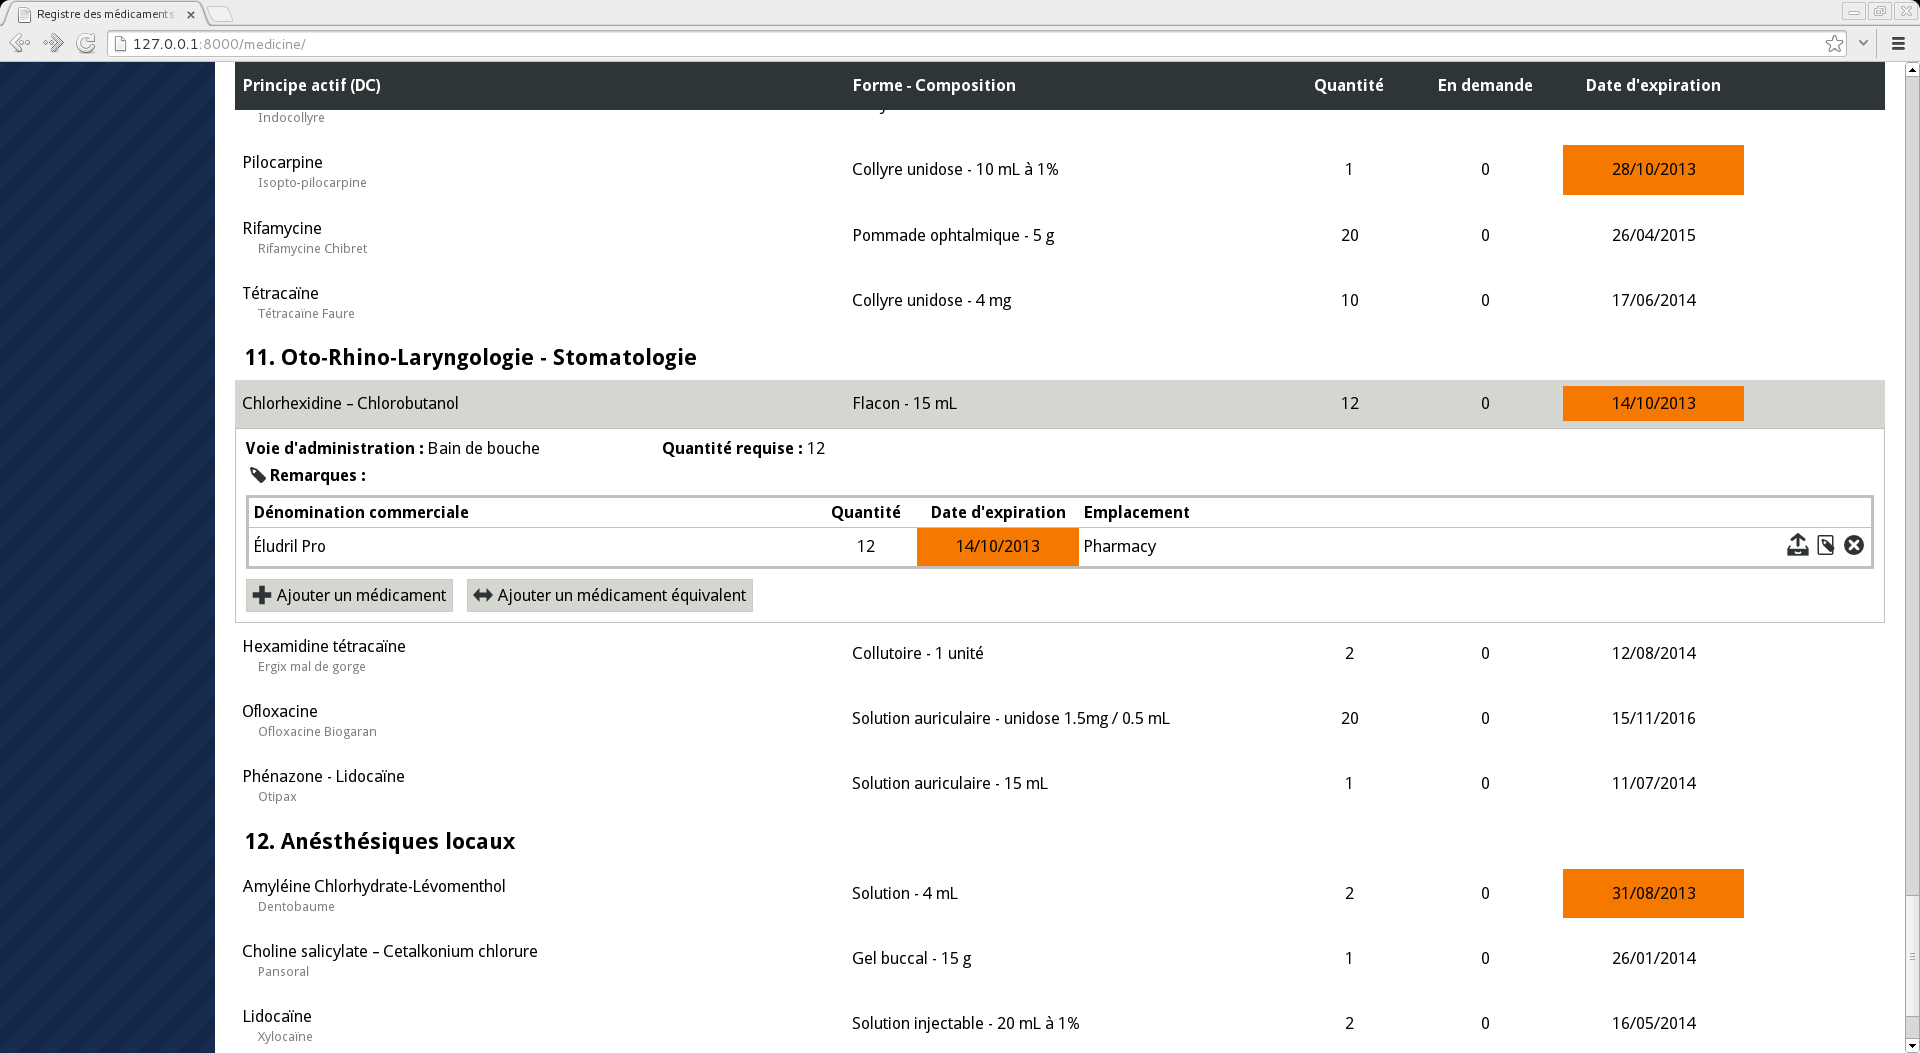 Registre des médicaments
127.0.0.1:8000/medicine/
Principe actif (DC) Forme - Composition Quantité En demande Date d'expiration
Indocollyre
Pilocarpine Collyre unidose - 10 mL à 1% 1 0 28/10/2013
Isopto-pilocarpine
Rifamycine Pommade ophtalmique - 5 g 20 0 26/04/2015
Rifamycine Chibret
Tétracaïne Collyre unidose - 4 mg 10 0 17/06/2014
Tétracaïne Faure
11. Oto-Rhino-Laryngologie - Stomatologie
Chlorhexidine – Chlorobutanol Flacon - 15 mL 12 0 14/10/2013
Voie d'administration : Bain de bouche Quantité requise : 12
Remarques :
Dénomination commerciale Quantité Date d'expiration Emplacement
Éludril Pro 12 14/10/2013 Pharmacy
Ajouter un médicament Ajouter un médicament équivalent
Hexamidine tétracaïne Collutoire - 1 unité 2 0 12/08/2014
Ergix mal de gorge
Ofloxacine Solution auriculaire - unidose 1.5mg / 0.5 mL 20 0 15/11/2016
Ofloxacine Biogaran
Phénazone - Lidocaïne Solution auriculaire - 15 mL 1 0 11/07/2014
Otipax
12. Anésthésiques locaux
Amyléine Chlorhydrate-Lévomenthol Solution - 4 mL 2 0 31/08/2013
Dentobaume
Choline salicylate – Cetalkonium chlorure Gel buccal - 15 g 1 0 26/01/2014
Pansoral
Lidocaïne Solution injectable - 20 mL à 1% 2 0 16/05/2014
Xylocaïne